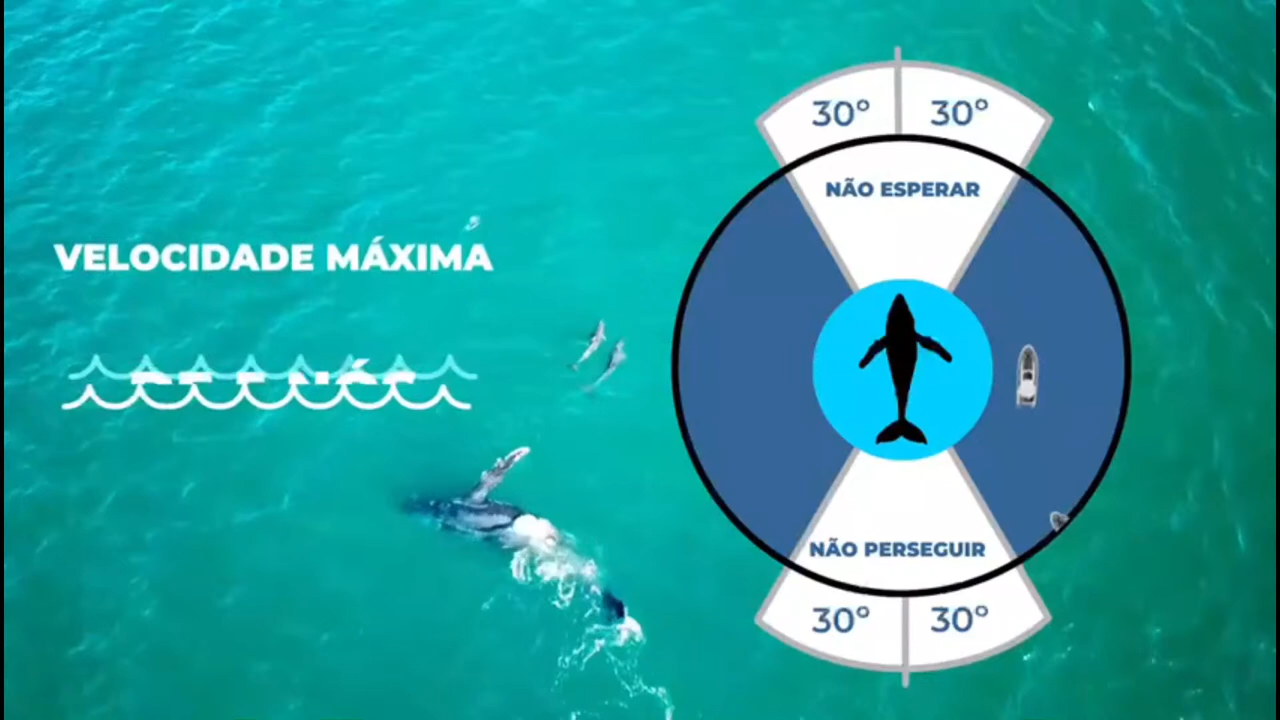 VELOCIDADE MÁXIMA
30° 30°
NÃO ESPERAR
NÃO PERSEGUIR
30° 30°